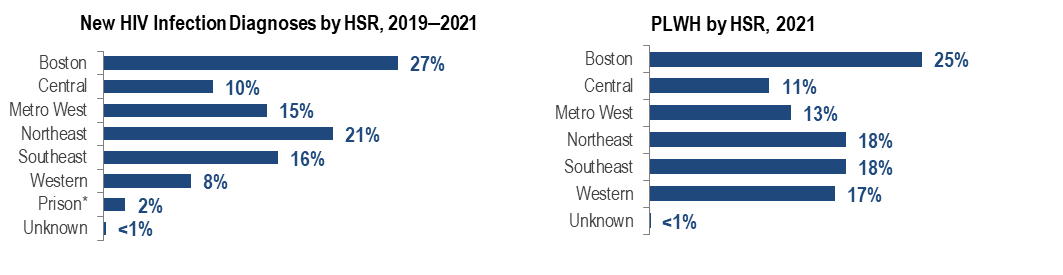 New HIV Infection Diagnoses by HSR, 2019—2021
Boston 27%
Central 10%
Metro West 15%
Northeast 21%
Southeast 16%
Western 8%
Prison* 2%
Unknown <1%
PLWH by HSR, 2021
Boston 25%
Central 11%
Metro West 13%
Northeast 18%
Southeast 18%
Western 17%
Unknown <1%